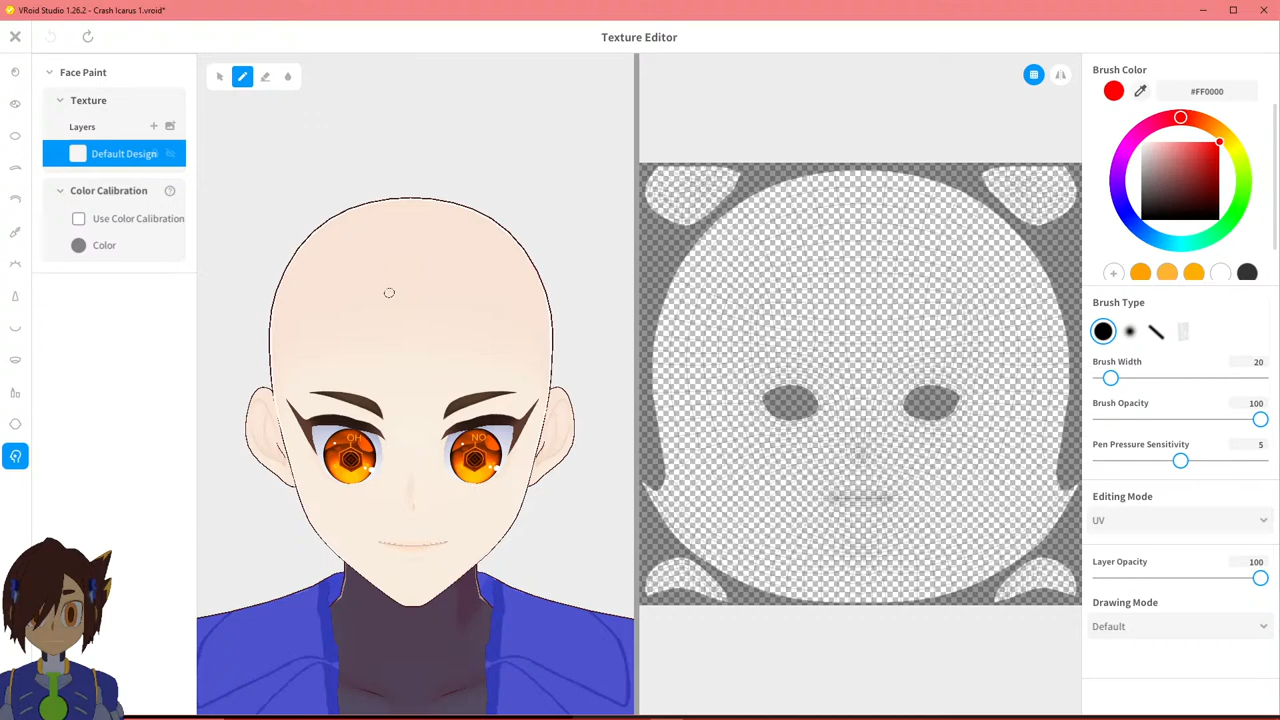 VRoid Studio 1.26.2 - Crash Icarus 1.vroid*
Texture Editor
Face Paint
Texture
Layers
Default Design
Color Calibration
Use Color Calibration
Color
OH
NO
Brush Color
#FF0000
Brush Type
Brush Width
20
Brush Opacity
100
Pen Pressure Sensitivity
5
Editing Mode
UV
Layer Opacity
100
Drawing Mode
Default